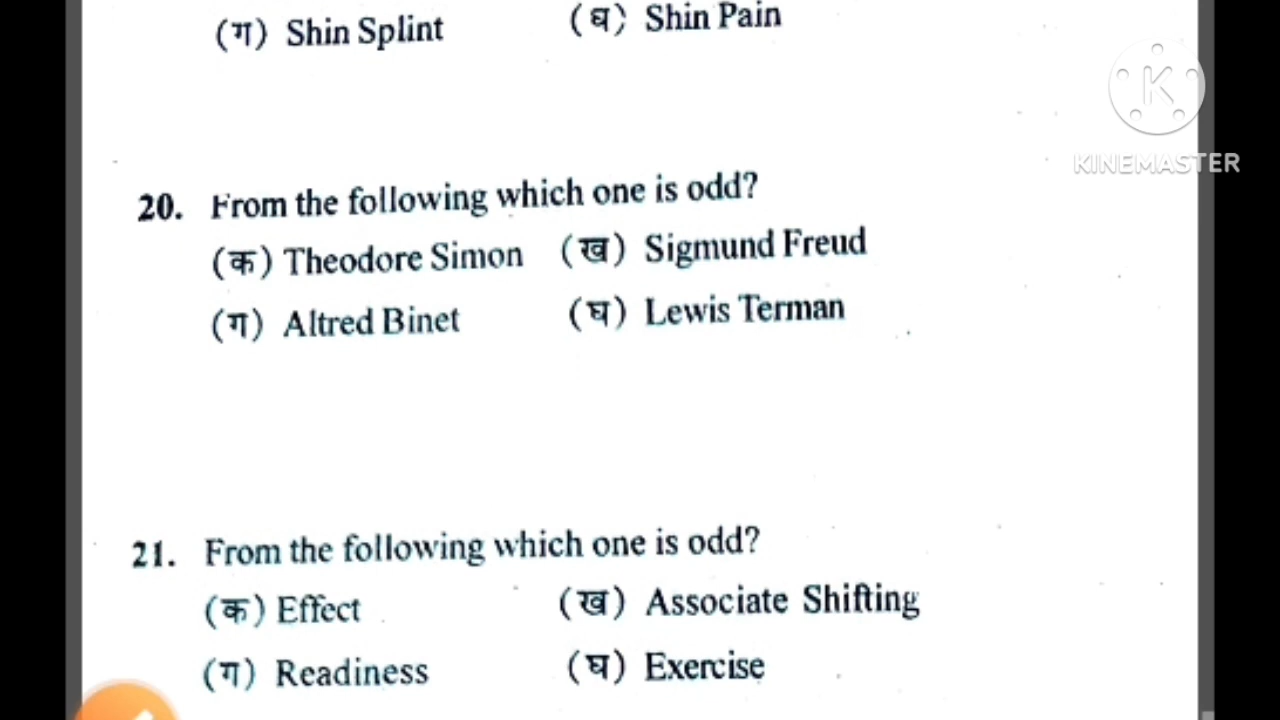 (ग) Shin Splint (घ) Shin Pain
KINEMASTER
20. From the following which one is odd?
(क) Theodore Simon (ख) Sigmund Freud
(ग) Altred Binet (घ) Lewis Terman
21. From the following which one is odd?
(क) Effect (ख) Associate Shifting
(ग) Readiness (घ) Exercise